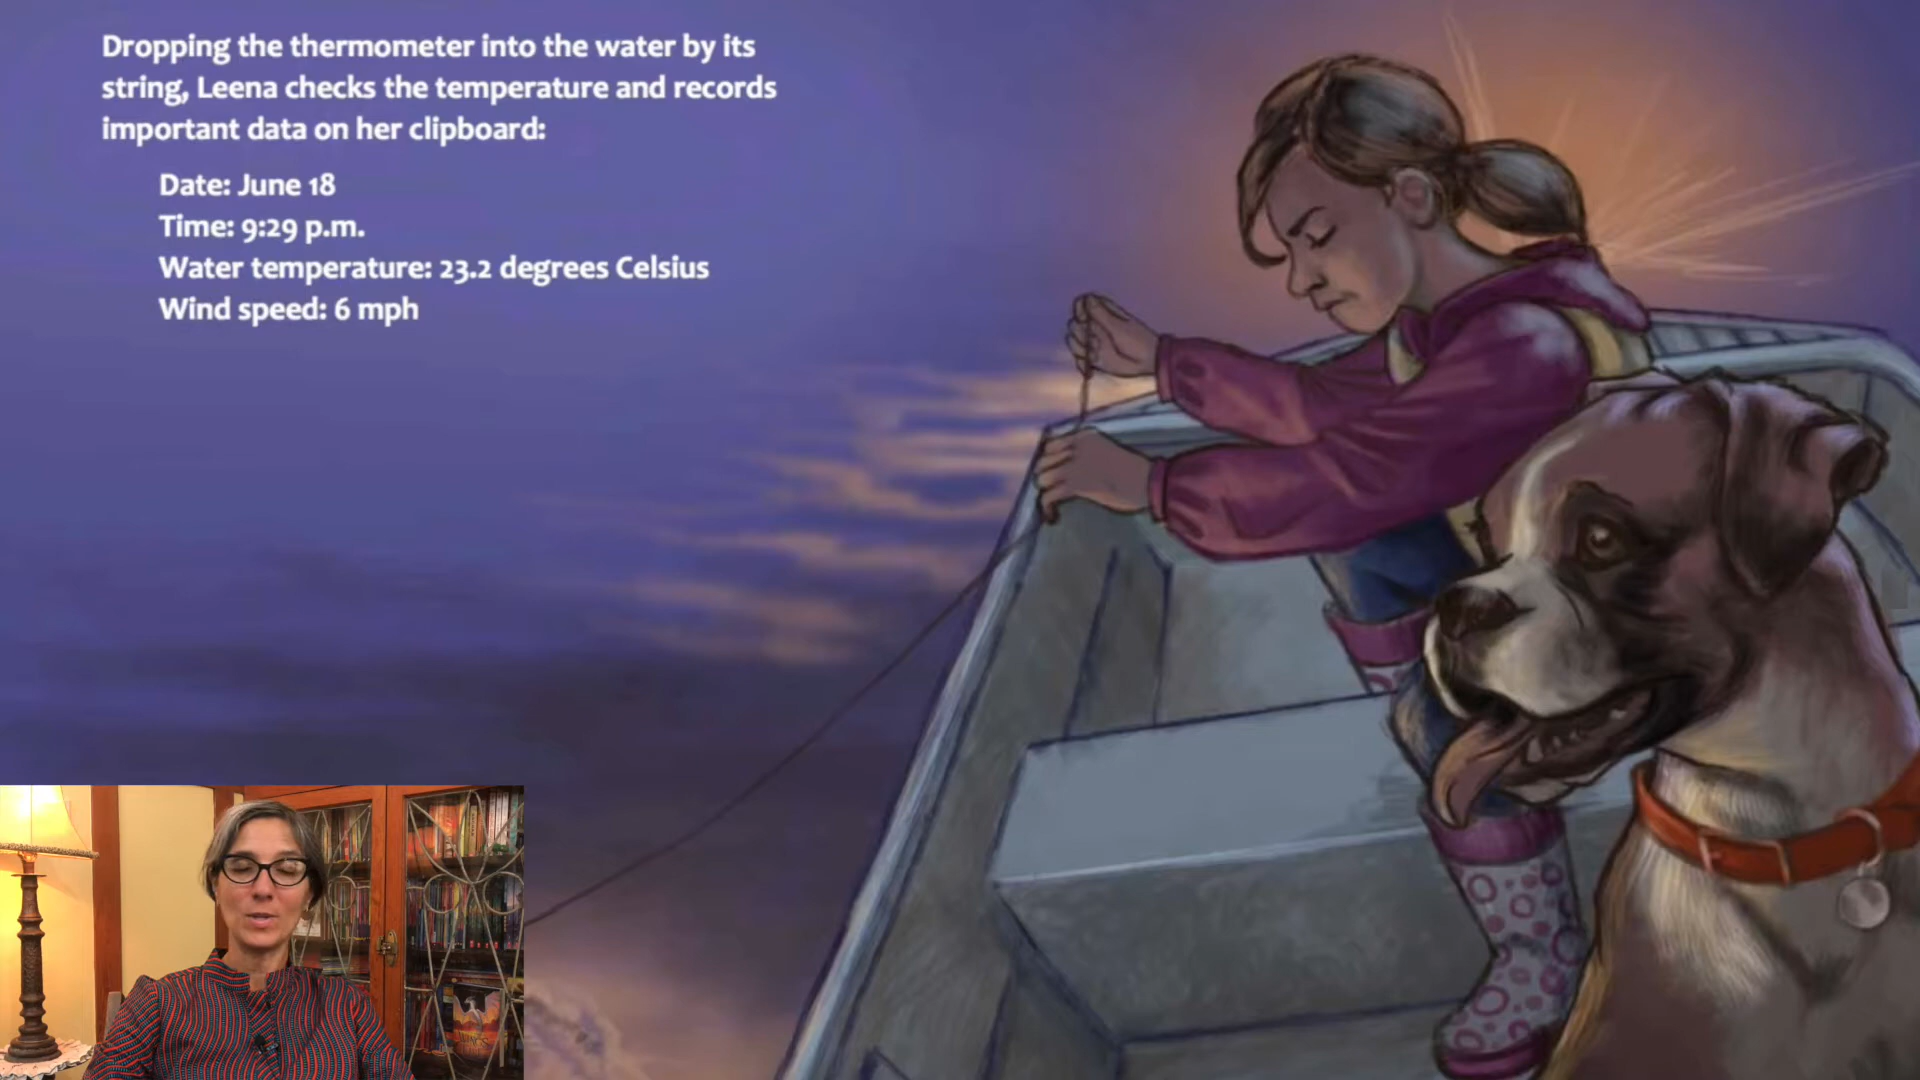 Dropping the thermometer into the water by its
string, Leena checks the temperature and records
important data on her clipboard:
Date: June 18
Time: 9:29 p.m.
Water temperature: 23.2 degrees Celsius
Wind speed: 6 mph